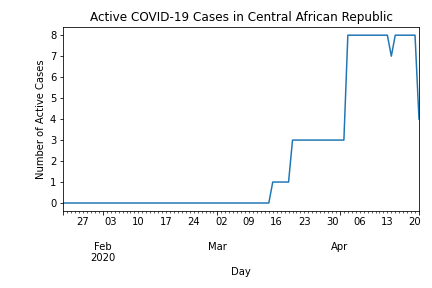 Active COVID-19 Cases in Central African Republic
Number of Active Cases
8
7
6
5
4
3
2
1
0
27 03 10 17 24 02 09 16 23 30 06 13 20
Feb Mar Apr
2020
Day